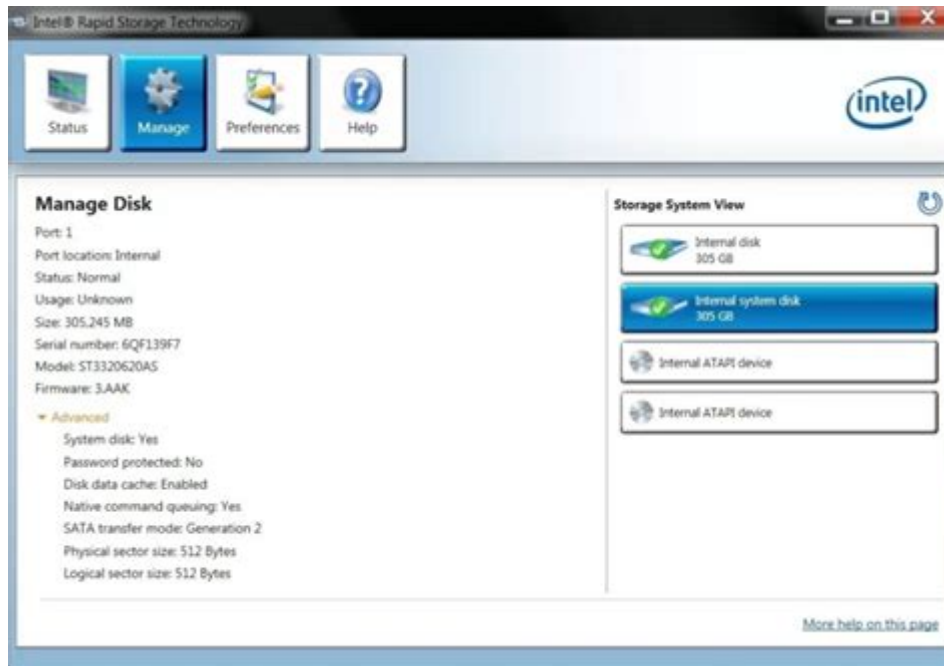 Intel® Rapid Storage Technology
Status
Manage
Preferences
Help
intel
Manage Disk
Port: 1
Port location: Internal
Status: Normal
Usage: Unknown
Size: 305,245 MB
Serial number: 6QF139F7
Model: ST3320620AS
Firmware: 3.AAK
Advanced
System disk: Yes
Password protected: No
Disk data cache: Enabled
Native command queuing: Yes
SATA transfer mode: Generation 2
Physical sector size: 512 Bytes
Logical sector size: 512 Bytes
Storage System View
Internal disk
305 GB
Internal system disk
305 GB
Internal ATAPI device
Internal ATAPI device
More help on this page